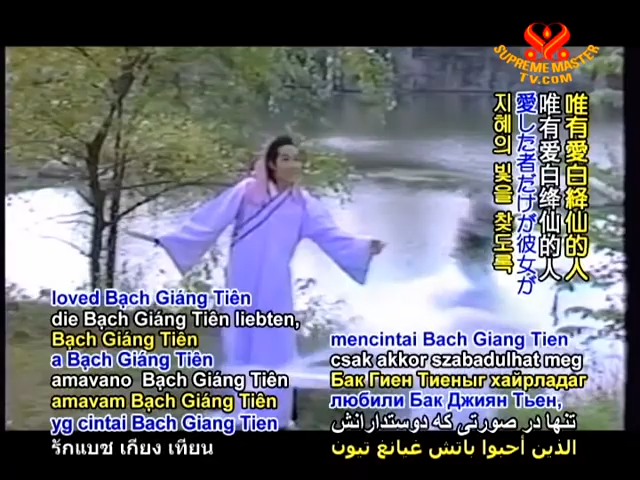 SUPREME MASTER
TV.COM
唯有愛白絳仙的人
唯有爱白绛仙的人
愛した者だけが彼女が
지혜의 빛을 찾도록
loved Bạch Giáng Tiên
die Bạch Giáng Tiên liebten,
Bạch Giáng Tiên
a Bạch Giáng Tiên
amavano Bạch Giáng Tiên
amavam Bạch Giáng Tiên
yg cintai Bach Giang Tien
รักแบช เกียง เทียน
mencintai Bach Giang Tien
csak akkor szabadulhat meg
Бак Гиен Тиеныг хайрладаг
любили Бак Джиян Тьен,
تنها در صورتی که دوستدارانش
الذين أحبوا باتش غيانغ تيون